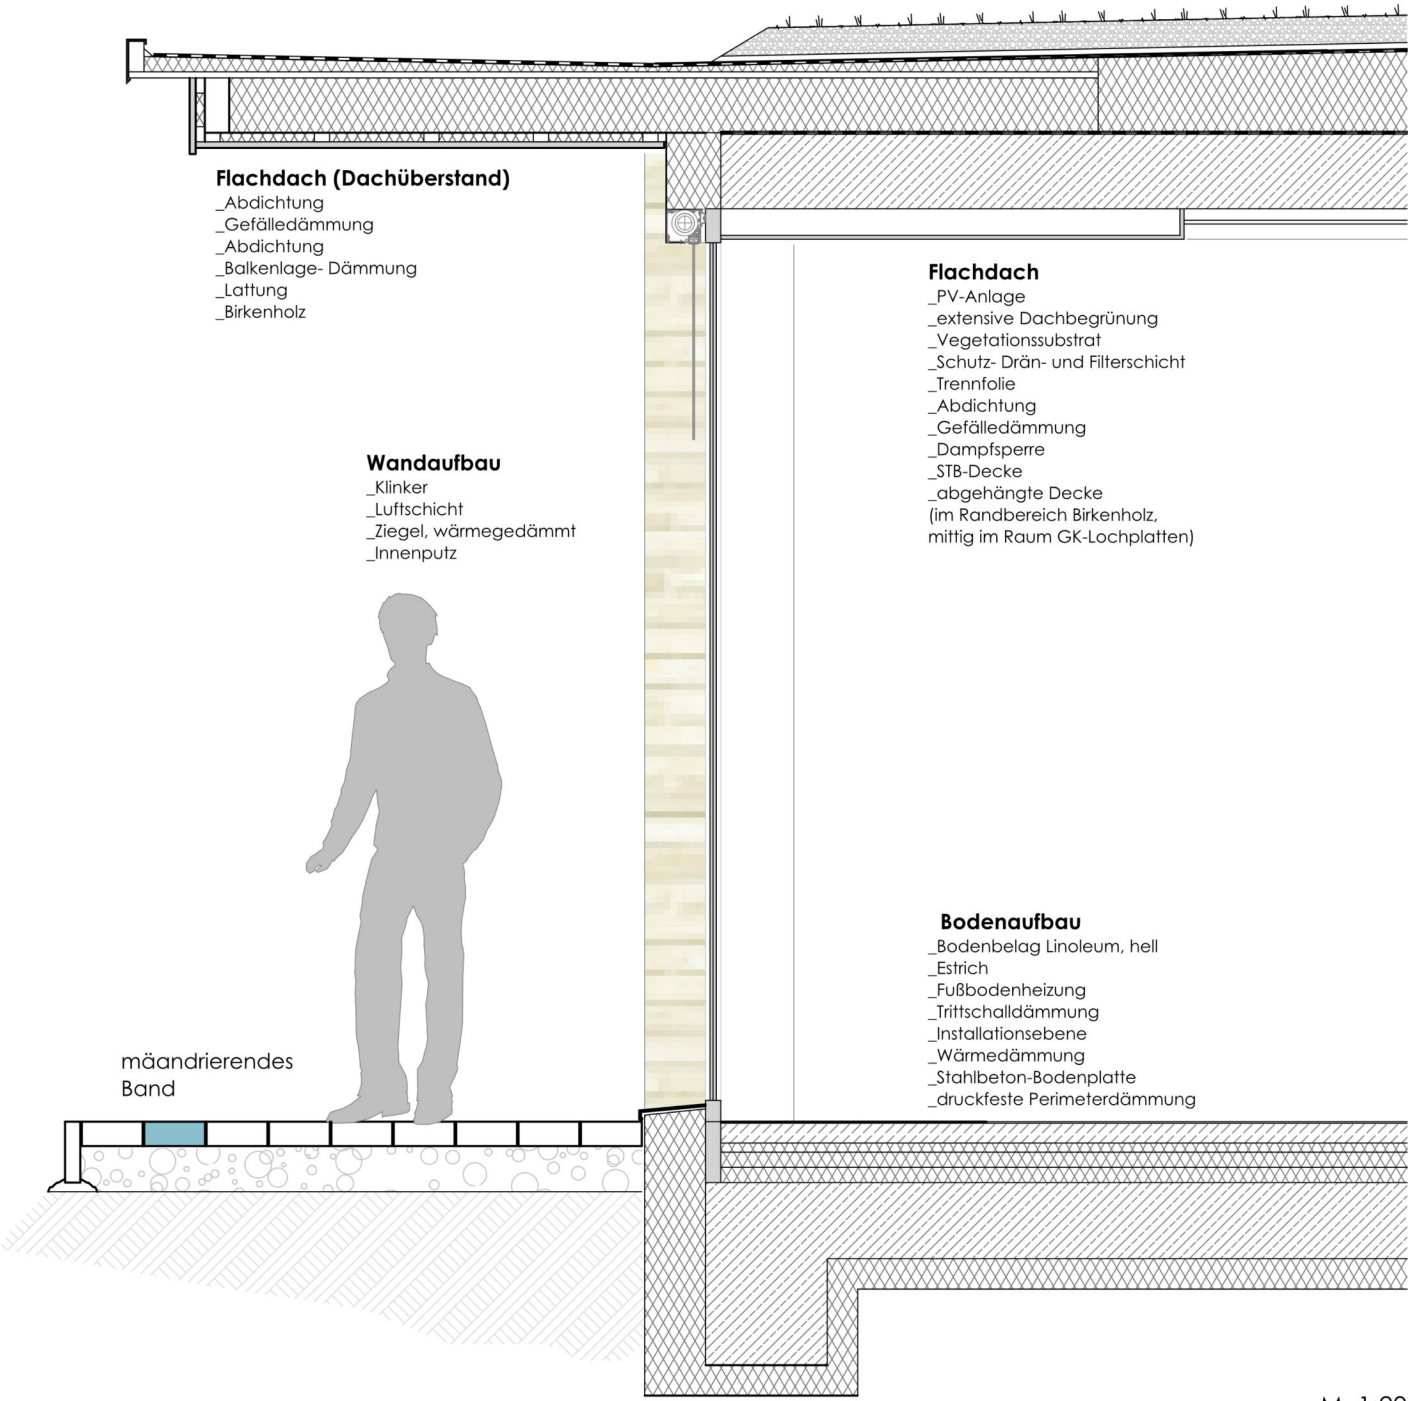 Flachdach (Dachüberstand)
_Abdichtung
_Gefälledämmung
_Abdichtung
_Balkenlage- Dämmung
_Lattung
_Birkenholz
Flachdach
_PV-Anlage
_extensive Dachbegrünung
_Vegetationssubstrat
_Schutz- Drän- und Filterschicht
_Trennfolie
_Abdichtung
_Gefälledämmung
_Dampfsperre
_STB-Decke
_abgehängte Decke
(im Randbereich Birkenholz,
mittig im Raum GK-Lochplatten)
Wandaufbau
_Klinker
_Luftschicht
_Ziegel, wärmegedämmt
_Innenputz
Bodenaufbau
_Bodenbelag Linoleum, hell
_Estrich
_Fußbodenheizung
_Trittschalldämmung
_Installationsebene
_Wärmedämmung
_Stahlbeton-Bodenplatte
_druckfeste Perimeterdämmung
mäandrierendes
Band